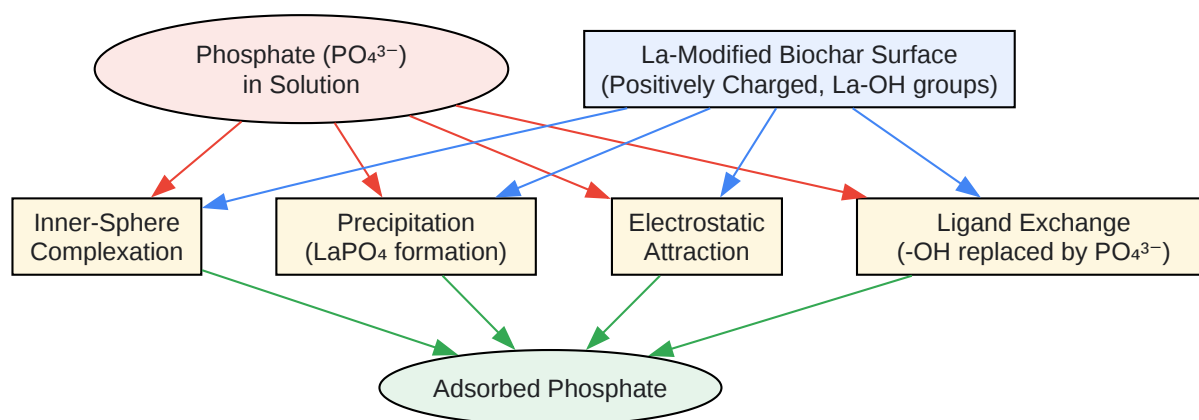 Phosphate (PO₄³⁻)
in Solution
La-Modified Biochar Surface
(Positively Charged, La-OH groups)
Inner-Sphere
Complexation
Precipitation
(LaPO₄ formation)
Electrostatic
Attraction
Ligand Exchange
(-OH replaced by PO₄³⁻)
Adsorbed Phosphate